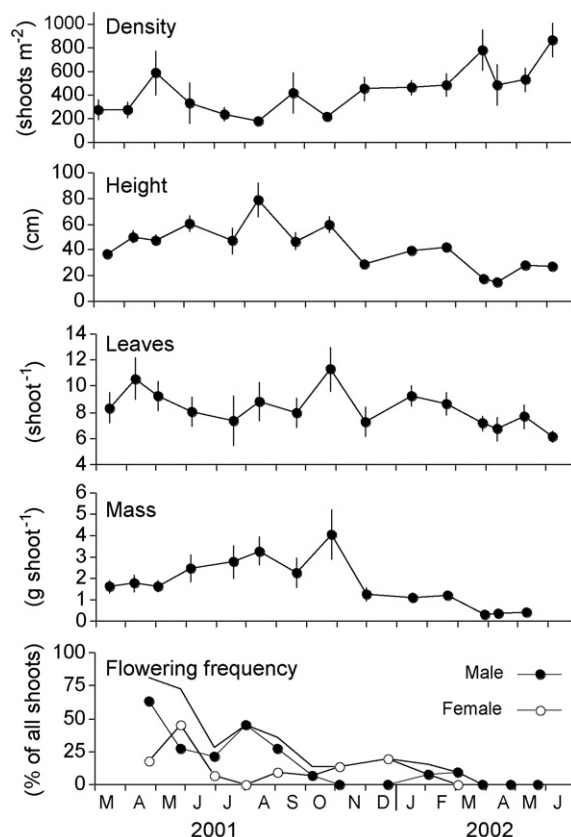 Density
(shoots m-2)
1000
800
600
400
200
0
Height
(cm)
100
80
60
40
20
0
Leaves
(shoot-1)
14
12
10
8
6
4
Mass
(g shoot-1)
6
5
4
3
2
1
0
Flowering frequency
(% of all shoots)
Male
Female
100
75
50
25
0
M A M J J A S O N D J F M A M J
2001 2002